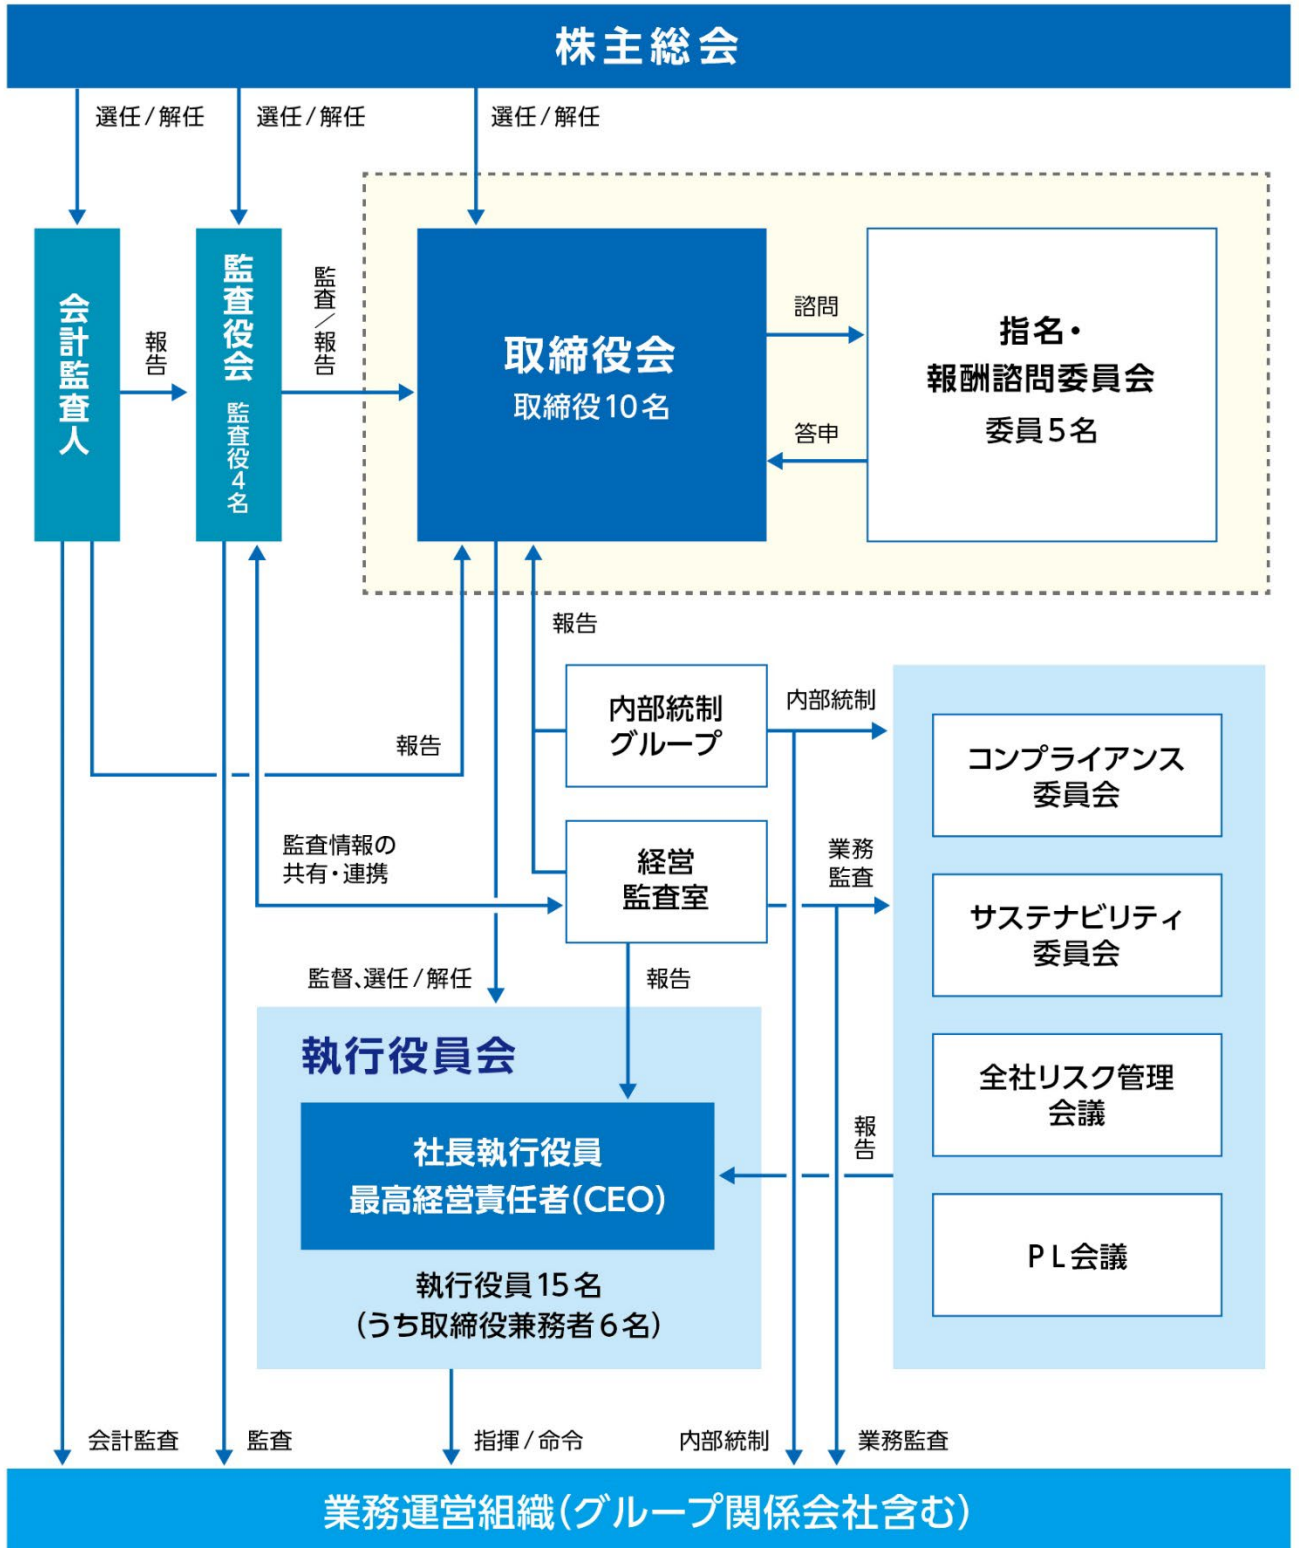 株主総会
選任/解任
選任/解任
選任/解任
会計監査人
報告
監査役会
監査役4名
監査/報告
取締役会
取締役10名
諮問
答申
指名・
報酬諮問委員会
委員5名
報告
報告
内部統制
グループ
内部統制
監査情報の
共有・連携
経営
監査室
業務
監査
コンプライアンス
委員会
サステナビリティ
委員会
全社リスク管理
会議
PL会議
監督、選任/解任
報告
執行役員会
社長執行役員
最高経営責任者(CEO)
報告
執行役員15名
(うち取締役兼務者6名)
会計監査
監査
指揮/命令
内部統制
業務監査
業務運営組織(グループ関係会社含む)